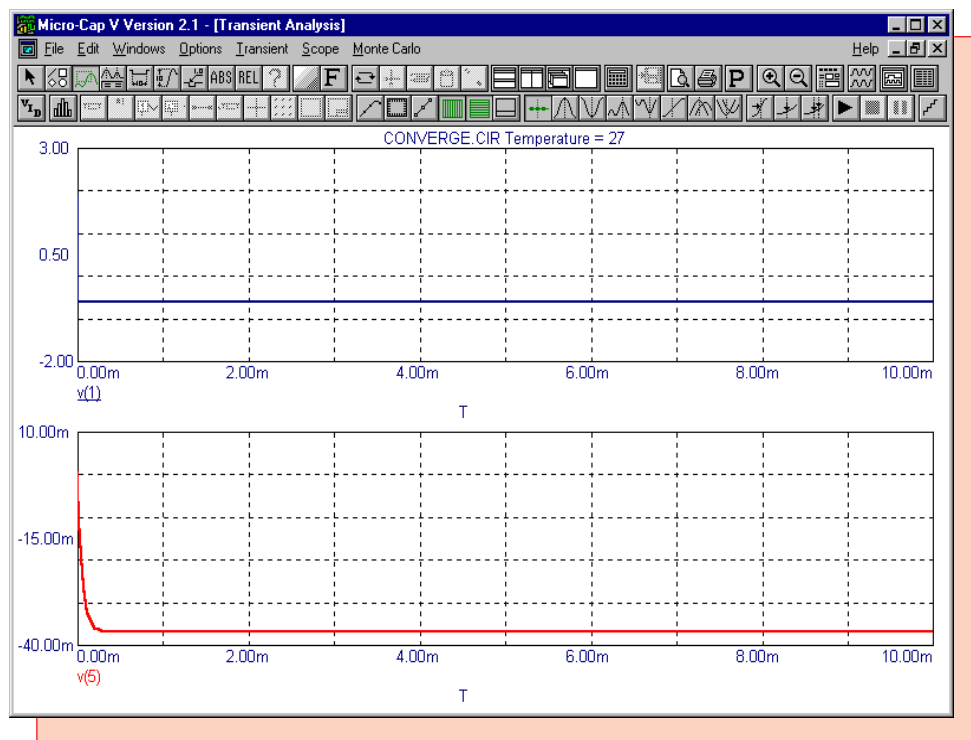 Micro-Cap V Version 2.1 - [Transient Analysis]
File Edit Windows Options Transient Scope Monte Carlo Help
ABS REL ? F P
CONVERGE.CIR Temperature = 27
3.00
0.50
-2.00
0.00m 2.00m 4.00m 6.00m 8.00m 10.00m
v(1)
T
10.00m
-15.00m
-40.00m
0.00m 2.00m 4.00m 6.00m 8.00m 10.00m
v(5)
T